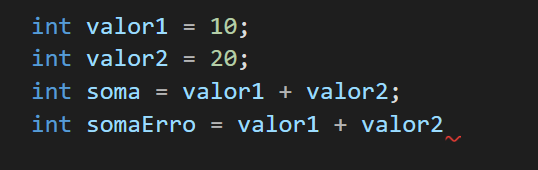 int valor1 = 10;
int valor2 = 20;
int soma = valor1 + valor2;
int somaErro = valor1 + valor2